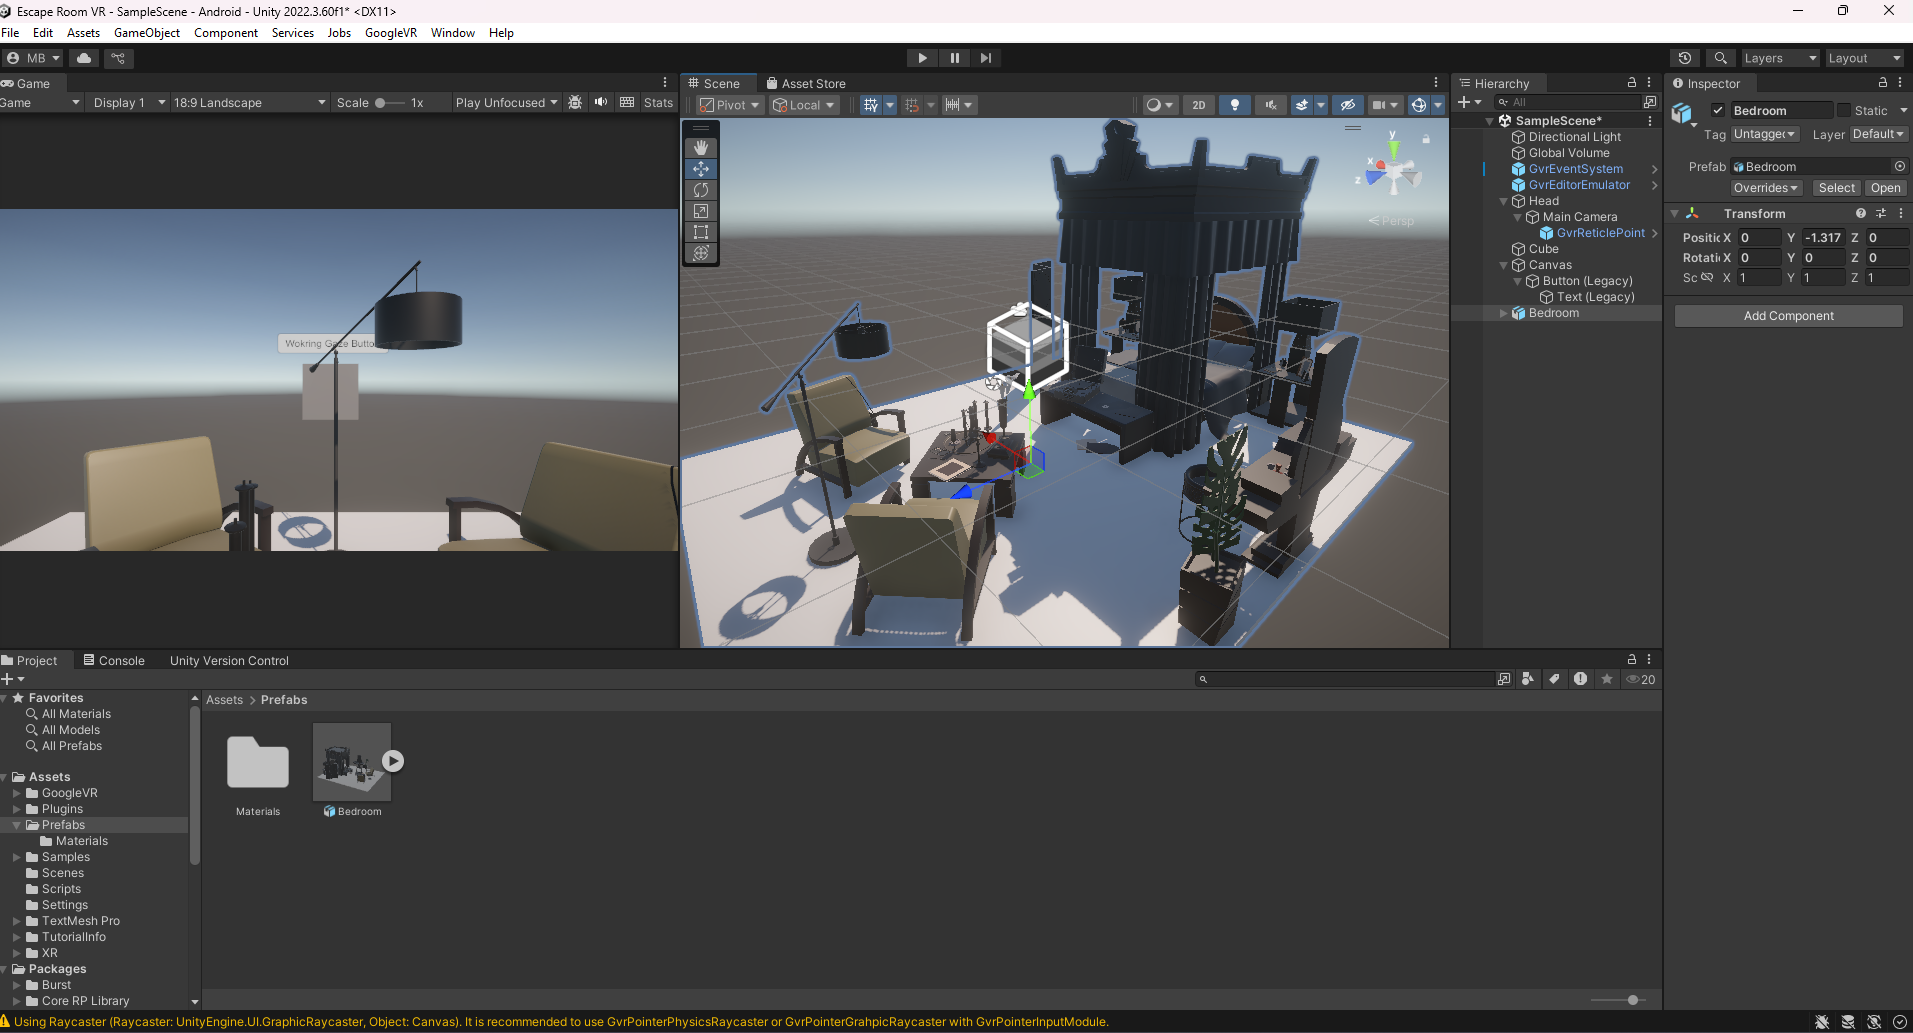 Escape Room VR - SampleScene - Android - Unity 2022.3.60f1* <DX11>
File Edit Assets GameObject Component Services Jobs GoogleVR Window Help
MB
Layers
Layout
Game
Game Display 1 18:9 Landscape Scale 1x Play Unfocused Stats
Wokring Gaze Butto
Scene Asset Store
Pivot Local 2D
y
x
z
Persp
Hierarchy
All
SampleScene*
Directional Light
Global Volume
GvrEventSystem
GvrEditorEmulator
Head
Main Camera
GvrReticlePoint
Cube
Canvas
Button (Legacy)
Text (Legacy)
Bedroom
Inspector
Bedroom Static
Tag Untagged Layer Default
Prefab Bedroom
Overrides Select Open
Transform
Positic X 0 Y -1.317 Z 0
Rotati X 0 Y 0 Z 0
Sc X 1 Y 1 Z 1
Add Component
Project Console Unity Version Control
20
Favorites
All Materials
All Models
All Prefabs
Assets
GoogleVR
Plugins
Prefabs
Materials
Samples
Scenes
Scripts
Settings
TextMesh Pro
TutorialInfo
XR
Packages
Burst
Core RP Library
Assets > Prefabs
Materials
Bedroom
Using Raycaster (Raycaster: UnityEngine.UI.GraphicRaycaster, Object: Canvas). It is recommended to use GvrPointerPhysicsRaycaster or GvrPointerGrahpicRaycaster with GvrPointerInputModule.